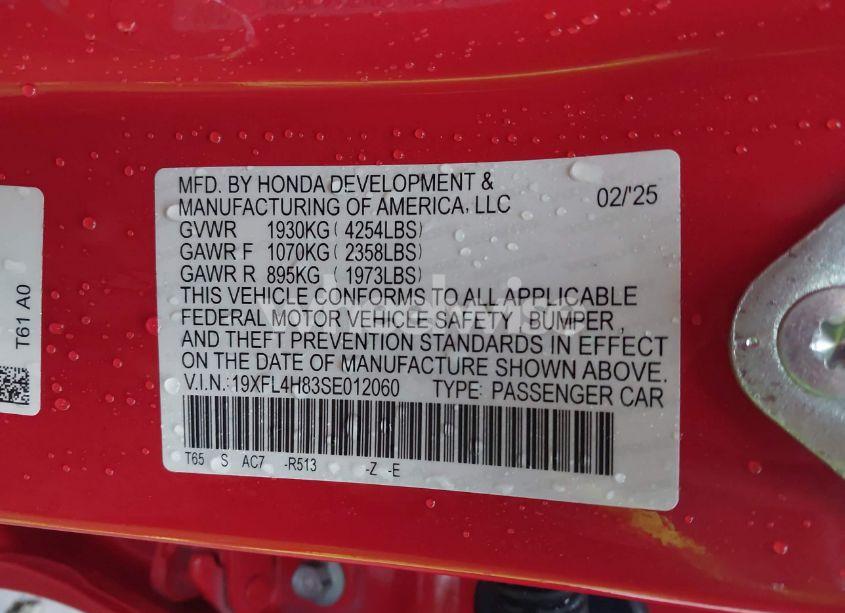 MFD. BY HONDA DEVELOPMENT &
MANUFACTURING OF AMERICA, LLC 02/'25
GVWR 1930KG ( 4254LBS)
GAWR F 1070KG ( 2358LBS)
GAWR R 895KG ( 1973LBS)
THIS VEHICLE CONFORMS TO ALL APPLICABLE
FEDERAL MOTOR VEHICLE SAFETY, BUMPER,
AND THEFT PREVENTION STANDARDS IN EFFECT
ON THE DATE OF MANUFACTURE SHOWN ABOVE.
V.I.N.:19XFL4H83SE012060 TYPE: PASSENGER CAR
T65 S AC7 -R513 -Z -E
T61 A0